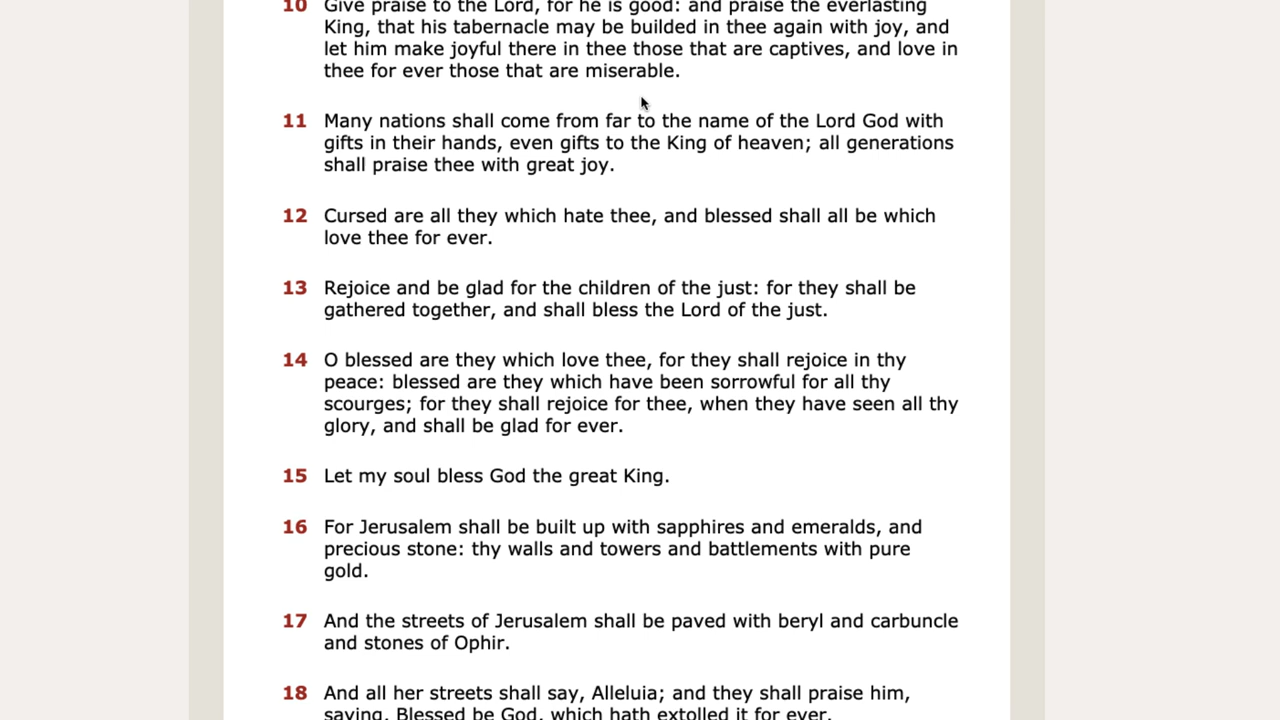 10 Give praise to the Lord, for he is good: and praise the everlasting
King, that his tabernacle may be builded in thee again with joy, and
let him make joyful there in thee those that are captives, and love in
thee for ever those that are miserable.
11 Many nations shall come from far to the name of the Lord God with
gifts in their hands, even gifts to the King of heaven; all generations
shall praise thee with great joy.
12 Cursed are all they which hate thee, and blessed shall all be which
love thee for ever.
13 Rejoice and be glad for the children of the just: for they shall be
gathered together, and shall bless the Lord of the just.
14 O blessed are they which love thee, for they shall rejoice in thy
peace: blessed are they which have been sorrowful for all thy
scourges; for they shall rejoice for thee, when they have seen all thy
glory, and shall be glad for ever.
15 Let my soul bless God the great King.
16 For Jerusalem shall be built up with sapphires and emeralds, and
precious stone: thy walls and towers and battlements with pure
gold.
17 And the streets of Jerusalem shall be paved with beryl and carbuncle
and stones of Ophir.
18 And all her streets shall say, Alleluia; and they shall praise him,
saying, Blessed be God, which hath extolled it for ever.